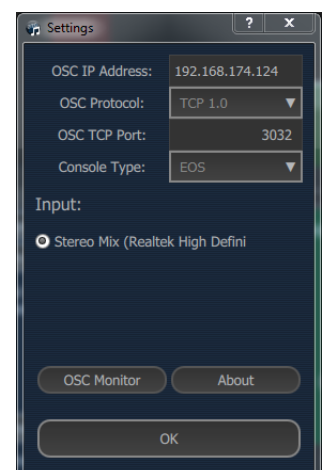 Settings
? x
OSC IP Address: 192.168.174.124
OSC Protocol: TCP 1.0
OSC TCP Port: 3032
Console Type: EOS
Input:
Stereo Mix (Realtek High Defini
OSC Monitor About
OK